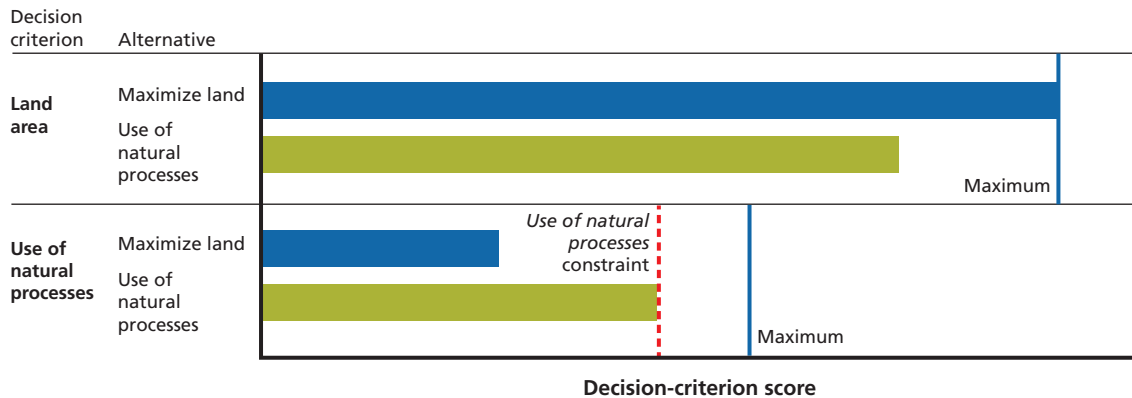 Decision
criterion
Alternative
Land
area
Maximize land
Use of
natural
processes
Maximum
Use of
natural
processes
Maximize land
Use of natural
processes
constraint
Use of
natural
processes
Maximum
Decision-criterion score